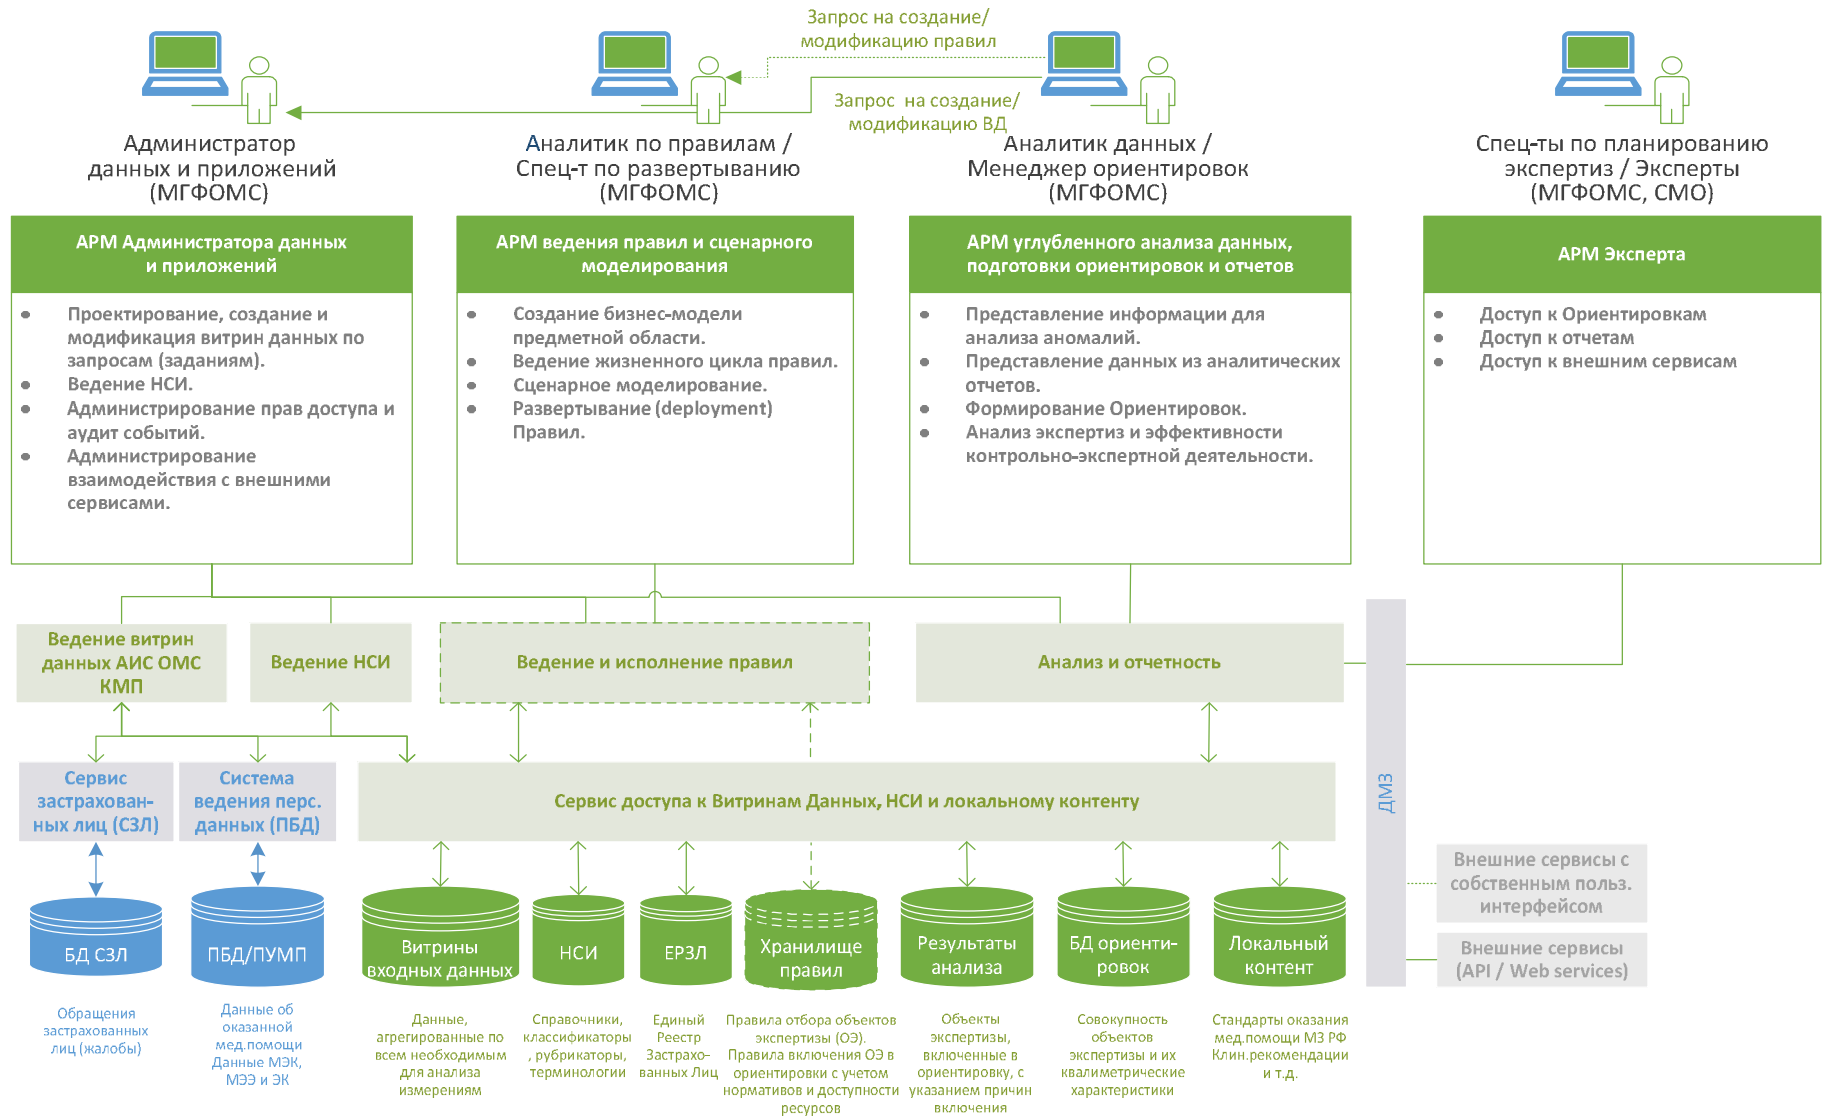 Запрос на создание/
модификацию правил
Запрос на создание/
модификацию ВД
Администратор
данных и приложений
(МГФОМС)
Аналитик по правилам /
Спец-т по развертыванию
(МГФОМС)
Аналитик данных /
Менеджер ориентировок
(МГФОМС)
Спец-ты по планированию
экспертиз / Эксперты
(МГФОМС, СМО)
АРМ Администратора данных
и приложений
● Проектирование, создание и
модификация витрин данных по
запросам (заданиям).
● Ведение НСИ.
● Администрирование прав доступа и
аудит событий.
● Администрирование
взаимодействия с внешними
сервисами.
АРМ ведения правил и сценарного
моделирования
● Создание бизнес-модели
предметной области.
● Ведение жизненного цикла правил.
● Сценарное моделирование.
● Развертывание (deployment)
Правил.
АРМ углубленного анализа данных,
подготовки ориентировок и отчетов
● Представление информации для
анализа аномалий.
● Представление данных из аналитических
отчетов.
● Формирование Ориентировок.
● Анализ экспертиз и эффективности
контрольно-экспертной деятельности.
АРМ Эксперта
● Доступ к Ориентировкам
● Доступ к отчетам
● Доступ к внешним сервисам
Ведение витрин
данных АИС ОМС
КМП
Ведение НСИ
Ведение и исполнение правил
Анализ и отчетность
ДМЗ
Сервис
застрахован-
ных лиц (СЗЛ)
Система
ведения перс.
данных (ПБД)
Сервис доступа к Витринам Данных, НСИ и локальному контенту
Внешние сервисы с
собственным польз.
интерфейсом
Внешние сервисы
(API / Web services)
БД СЗЛ
ПБД/ПУМП
Витрины
входных данных
НСИ
ЕРЗЛ
Хранилище
правил
Результаты
анализа
БД ориенти-
ровок
Локальный
контент
Обращения
застрахованных
лиц (жалобы)
Данные об
оказанной
мед.помощи
Данные МЭК,
МЭЭ и ЭК
Данные,
агрегированные по
всем необходимым
для анализа
измерениям
Справочники,
классификаторы
, рубрикаторы,
терминологии
Единый
Реестр
Застрахо-
ванных Лиц
Правила отбора объектов
экспертизы (ОЭ).
Правила включения ОЭ в
ориентировки с учетом
нормативов и доступности
ресурсов
Объекты
экспертизы,
включенные в
ориентировку, с
указанием причин
включения
Совокупность
объектов
экспертизы и их
квалиметрические
характеристики
Стандарты оказания
мед.помощи МЗ РФ
Клин.рекомендации
и т.д.